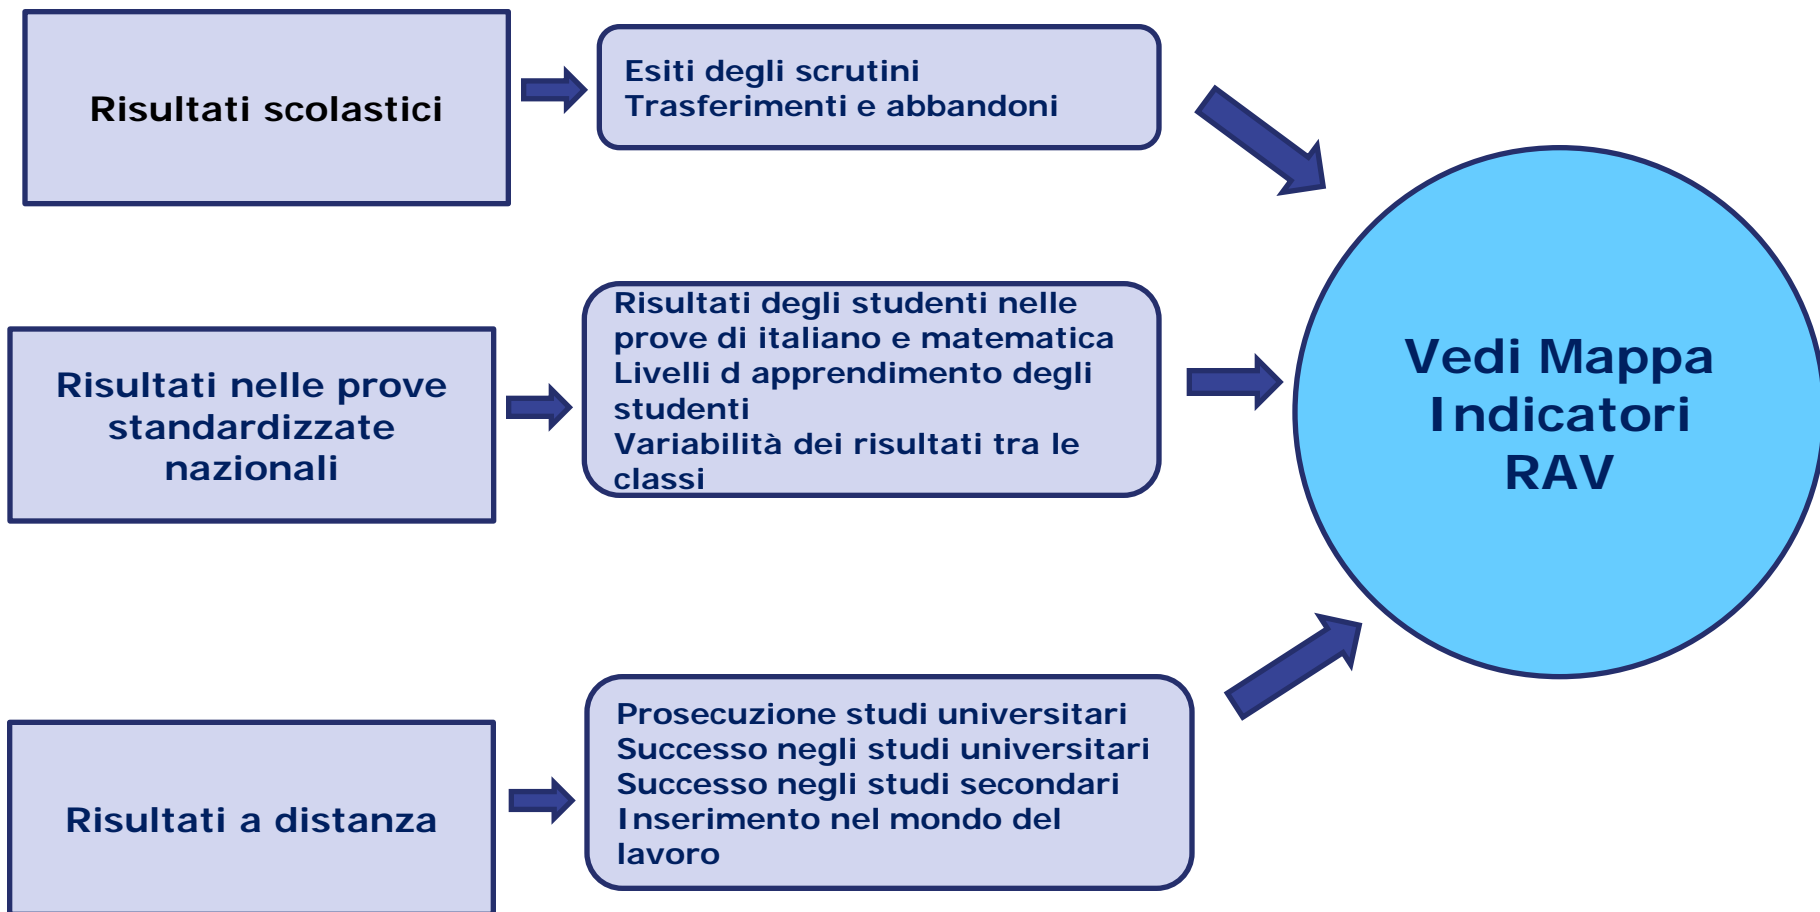 Risultati scolastici
Esiti degli scrutini
Trasferimenti e abbandoni
Risultati nelle prove
standardizzate
nazionali
Risultati degli studenti nelle
prove di italiano e matematica
Livelli d apprendimento degli
studenti
Variabilità dei risultati tra le
classi
Risultati a distanza
Prosecuzione studi universitari
Successo negli studi universitari
Successo negli studi secondari
Inserimento nel mondo del
lavoro
Vedi Mappa
Indicatori
RAV